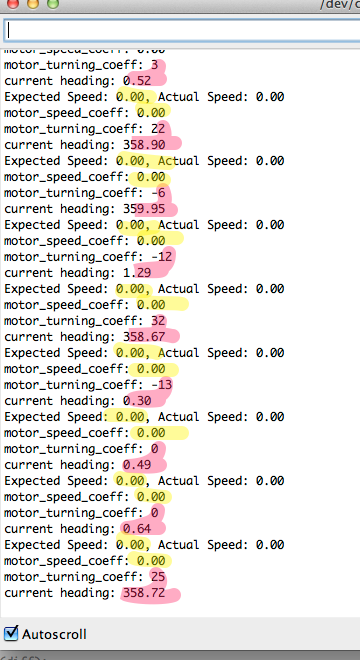 /dev/c
motor_speed_coeff: 0.00
motor_turning_coeff: 3
current heading: 0.52
Expected Speed: 0.00, Actual Speed: 0.00
motor_speed_coeff: 0.00
motor_turning_coeff: 22
current heading: 358.90
Expected Speed: 0.00, Actual Speed: 0.00
motor_speed_coeff: 0.00
motor_turning_coeff: -6
current heading: 359.95
Expected Speed: 0.00, Actual Speed: 0.00
motor_speed_coeff: 0.00
motor_turning_coeff: -12
current heading: 1.29
Expected Speed: 0.00, Actual Speed: 0.00
motor_speed_coeff: 0.00
motor_turning_coeff: 32
current heading: 358.67
Expected Speed: 0.00, Actual Speed: 0.00
motor_speed_coeff: 0.00
motor_turning_coeff: -13
current heading: 0.30
Expected Speed: 0.00, Actual Speed: 0.00
motor_speed_coeff: 0.00
motor_turning_coeff: 0
current heading: 0.49
Expected Speed: 0.00, Actual Speed: 0.00
motor_speed_coeff: 0.00
motor_turning_coeff: 0
current heading: 0.64
Expected Speed: 0.00, Actual Speed: 0.00
motor_speed_coeff: 0.00
motor_turning_coeff: 25
current heading: 358.72
Autoscroll